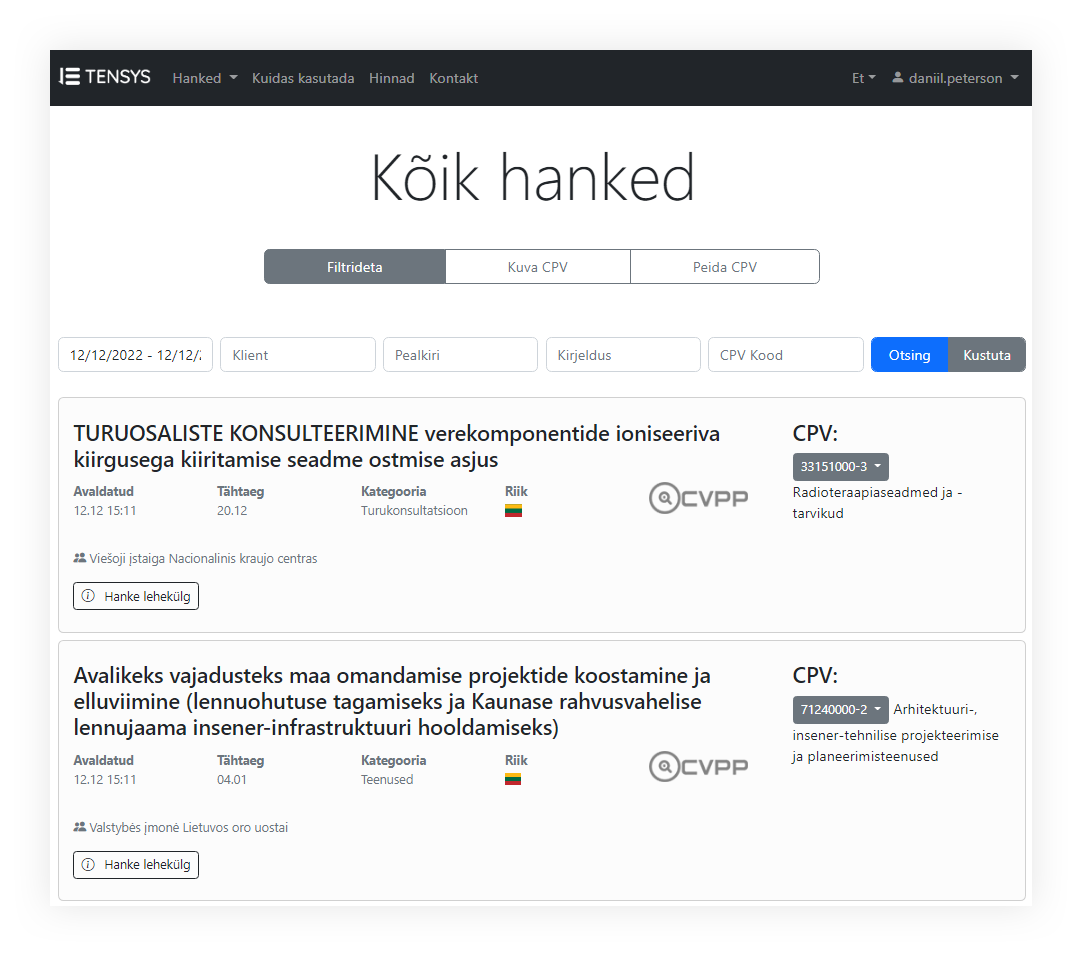 TENSYS Hanked Kuidas kasutada Hinnad Kontakt Et daniil.peterson
Kõik hanked
Filtrideta Kuva CPV Peida CPV
12/12/2022 - 12/12/2 Klient Pealkiri Kirjeldus CPV Kood Otsing Kustuta
TURUOSALISTE KONSULTEERIMINE verekomponentide ioniseeriva
kiirgusega kiiritamise seadme ostmise asjus
Avaldatud Tähtaeg Kategooria Riik
12.12 15:11 20.12 Turukonsultatsioon
CVPP
Viešoji įstaiga Nacionalinis kraujo centras
Hanke lehekülg
CPV:
33151000-3
Radioteraapiaseadmed ja -
tarvikud
Avalikeks vajadusteks maa omandamise projektide koostamine ja
elluviimine (lennuohutuse tagamiseks ja Kaunase rahvusvahelise
lennujaama insener-infrastruktuuri hooldamiseks)
Avaldatud Tähtaeg Kategooria Riik
12.12 15:11 04.01 Teenused
CVPP
Valstybės įmonė Lietuvos oro uostai
Hanke lehekülg
CPV:
71240000-2 Arhitektuuri-,
insener-tehnilise projekteerimise
ja planeerimisteenused